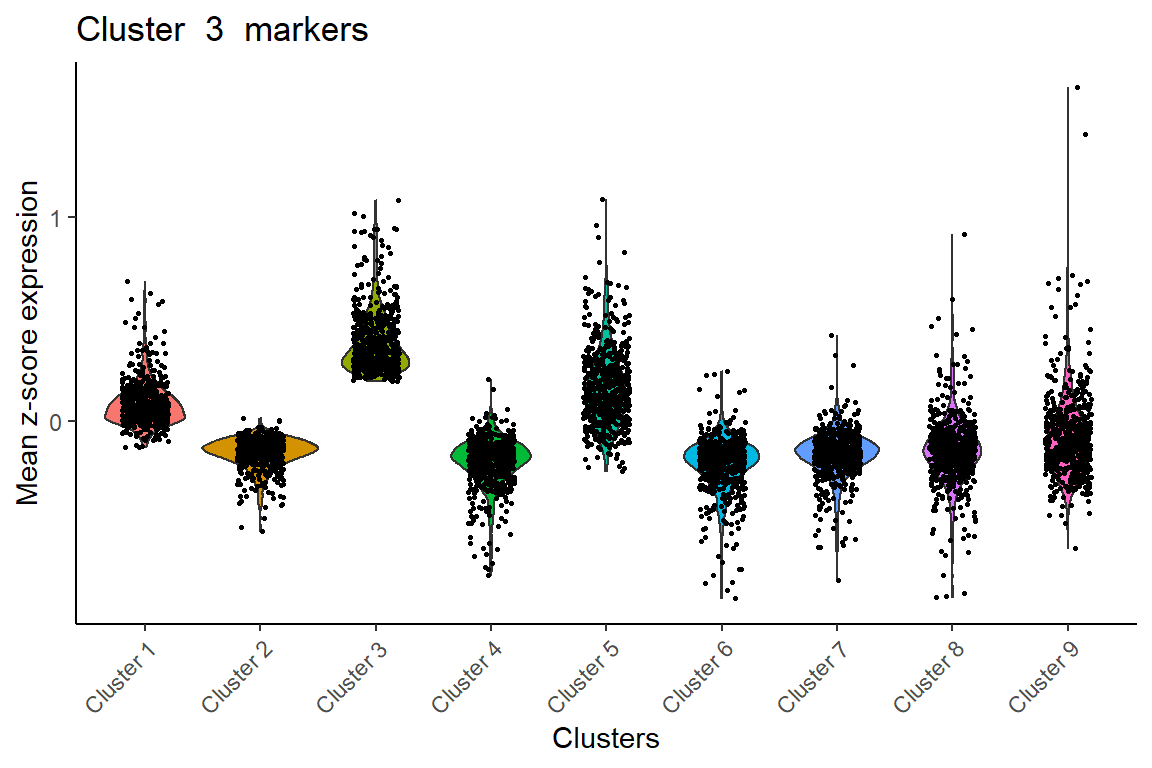 Cluster 3 markers
Mean z-score expression
1
0
Cluster 1
Cluster 2
Cluster 3
Cluster 4
Cluster 5
Cluster 6
Cluster 7
Cluster 8
Cluster 9
Clusters